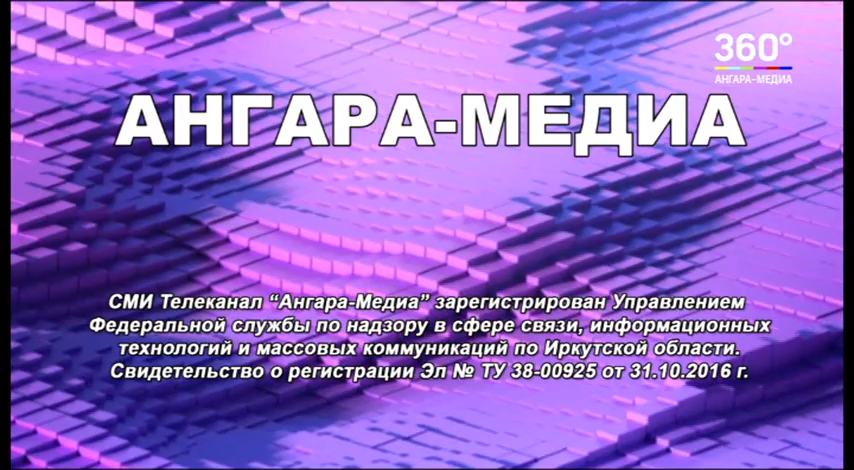 360°
АНГАРА-МЕДИА
АНГАРА-МЕДИА
СМИ Телеканал “Ангара-Медиа” зарегистрирован Управлением
Федеральной службы по надзору в сфере связи, информационных
технологий и массовых коммуникаций по Иркутской области.
Свидетельство о регистрации Эл № ТУ 38-00925 от 31.10.2016 г.